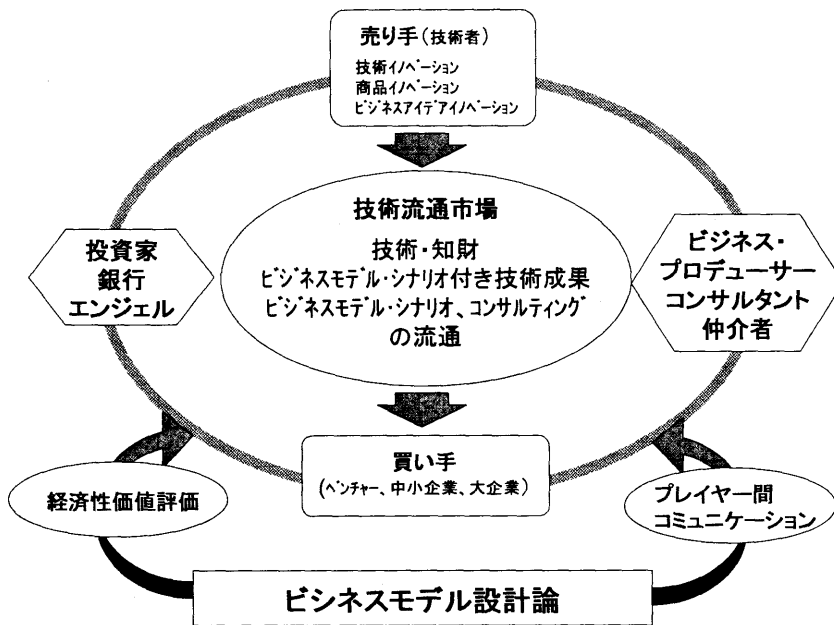 売り手(技術者)
技術イノベーション
商品イノベーション
ビジネスアイデアイノベーション
技術流通市場
技術・知財
ビジネスモデル・シナリオ付き技術成果
ビジネスモデル・シナリオ、コンサルティング
の流通
投資家
銀行
エンジェル
ビジネス・
プロデューサー
コンサルタント
仲介者
買い手
(ベンチャー、中小企業、大企業)
経済性価値評価
プレイヤー間
コミュニケーション
ビシネスモデル設計論